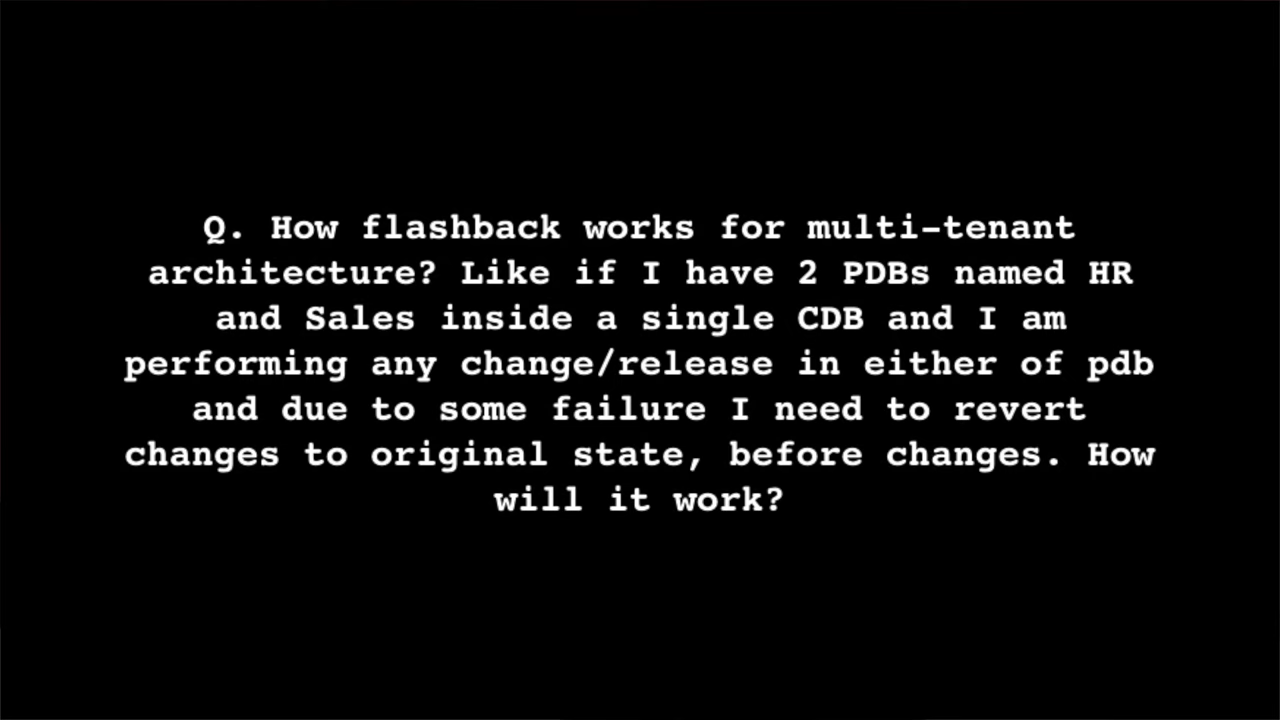 Q. How flashback works for multi-tenant
architecture? Like if I have 2 PDBs named HR
and Sales inside a single CDB and I am
performing any change/release in either of pdb
and due to some failure I need to revert
changes to original state, before changes. How
will it work?